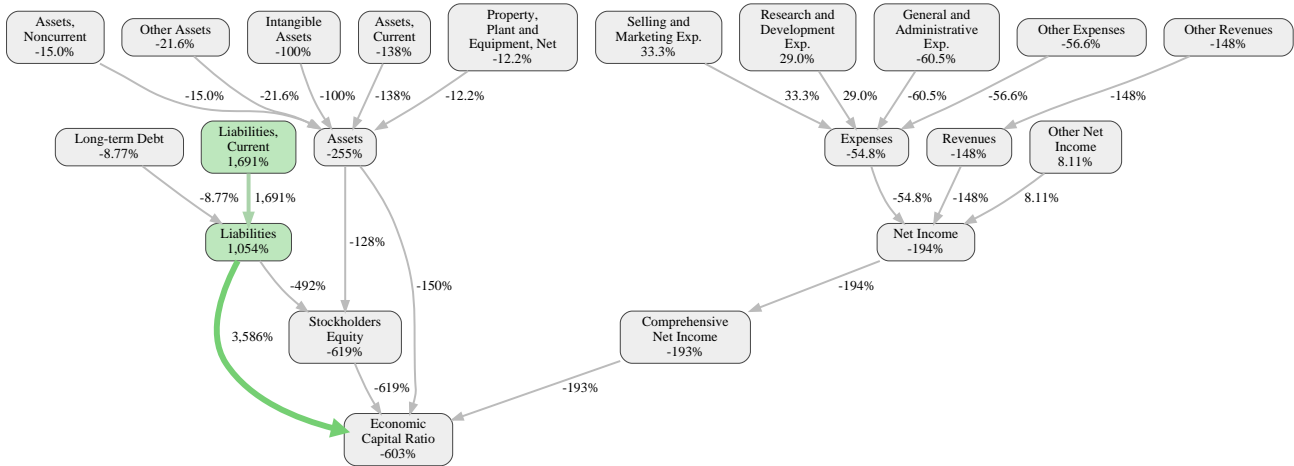 Assets,
Noncurrent
-15.0%
Other Assets
-21.6%
Intangible
Assets
-100%
Assets,
Current
-138%
Property,
Plant and
Equipment, Net
-12.2%
Selling and
Marketing Exp.
33.3%
Research and
Development
Exp.
29.0%
General and
Administrative
Exp.
-60.5%
Other Expenses
-56.6%
Other Revenues
-148%
-15.0%
-21.6%
-100%
-138%
-12.2%
33.3%
29.0%
-60.5%
-56.6%
-148%
Long-term Debt
-8.77%
Liabilities,
Current
1,691%
Assets
-255%
Expenses
-54.8%
Revenues
-148%
Other Net
Income
8.11%
-8.77%
1,691%
-54.8%
-148%
8.11%
Liabilities
1,054%
-128%
Net Income
-194%
-492%
-150%
-194%
3,586%
Stockholders
Equity
-619%
Comprehensive
Net Income
-193%
-619%
-193%
Economic
Capital Ratio
-603%